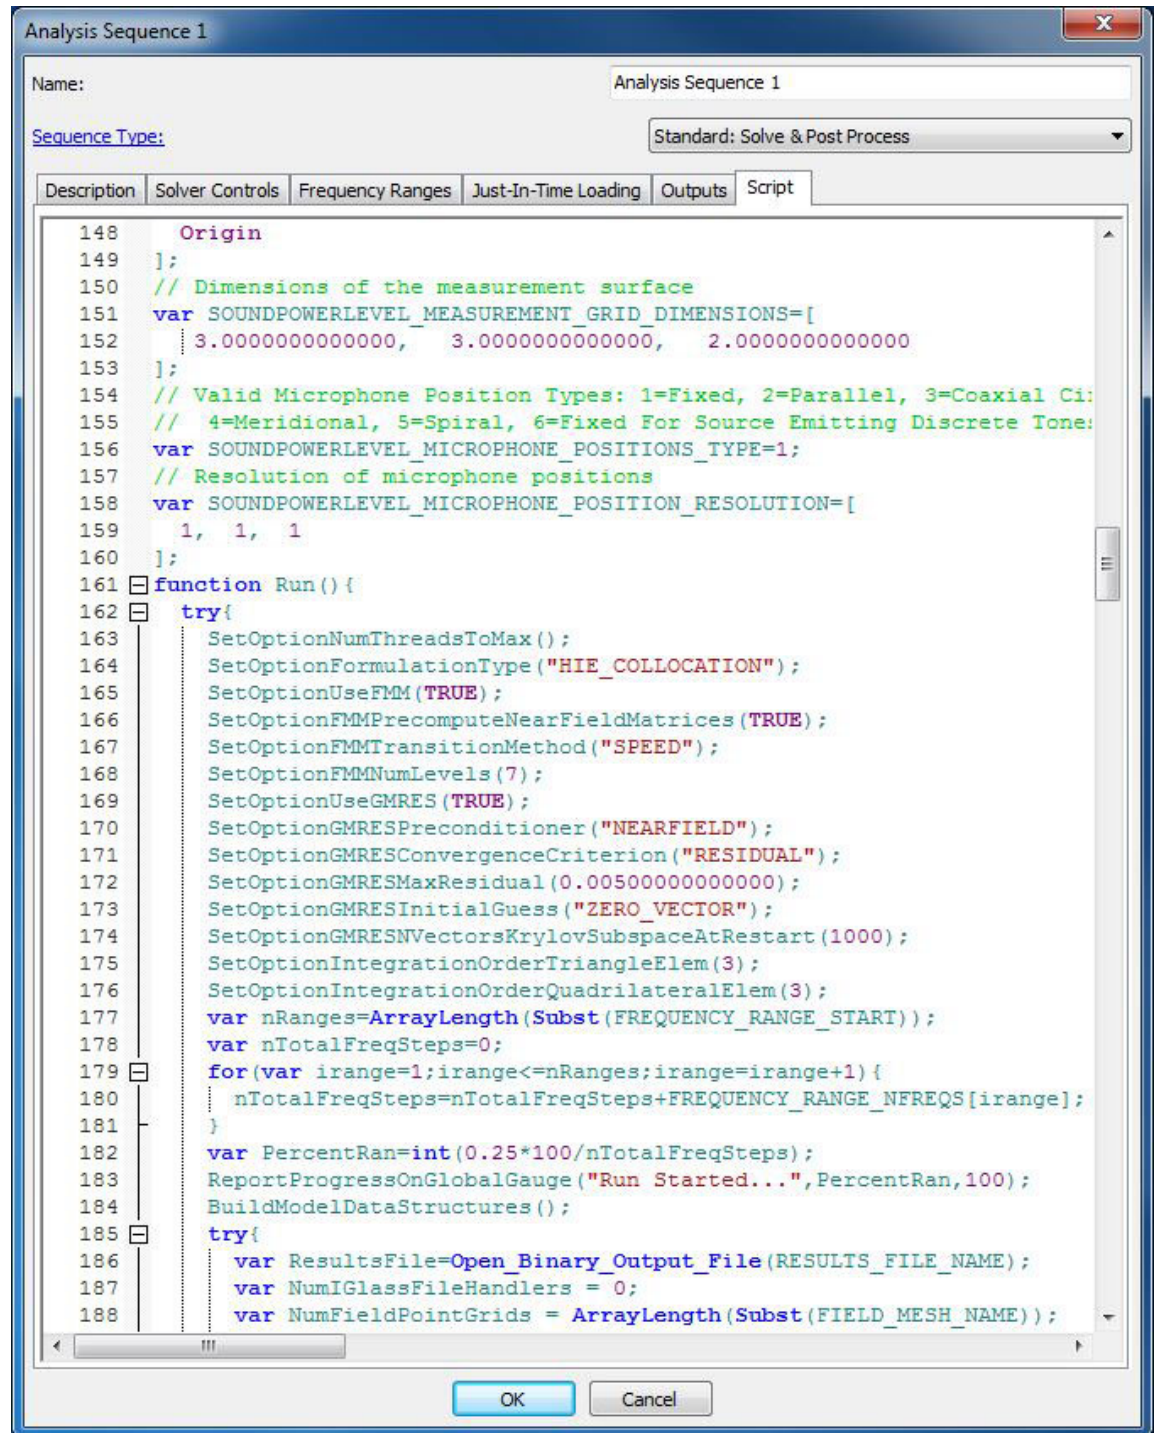 Analysis Sequence 1
Name:
Analysis Sequence 1
Sequence Type:
Standard: Solve & Post Process
Description Solver Controls Frequency Ranges Just-In-Time Loading Outputs Script
148 Origin
149 ];
150 // Dimensions of the measurement surface
151 var SOUNDPOWERLEVEL_MEASUREMENT_GRID_DIMENSIONS=[
152 3.0000000000000, 3.0000000000000, 2.0000000000000
153 ];
154 // Valid Microphone Position Types: 1=Fixed, 2=Parallel, 3=Coaxial Ci
155 // 4=Meridional, 5=Spiral, 6=Fixed For Source Emitting Discrete Tone
156 var SOUNDPOWERLEVEL_MICROPHONE_POSITIONS_TYPE=1;
157 // Resolution of microphone positions
158 var SOUNDPOWERLEVEL_MICROPHONE_POSITION_RESOLUTION=[
159 1, 1, 1
160 ];
161 function Run(){
162 try{
163 SetOptionNumThreadsToMax();
164 SetOptionFormulationType("HIE_COLLOCATION");
165 SetOptionUseFMM(TRUE);
166 SetOptionFMMPrecomputeNearFieldMatrices(TRUE);
167 SetOptionFMMTransitionMethod("SPEED");
168 SetOptionFMMNumLevels(7);
169 SetOptionUseGMRES(TRUE);
170 SetOptionGMRESPreconditioner("NEARFIELD");
171 SetOptionGMRESConvergenceCriterion("RESIDUAL");
172 SetOptionGMRESMaxResidual(0.00500000000000);
173 SetOptionGMRESInitialGuess("ZERO_VECTOR");
174 SetOptionGMRESNVectorsKrylovSubspaceAtRestart(1000);
175 SetOptionIntegrationOrderTriangleElem(3);
176 SetOptionIntegrationOrderQuadrilateralElem(3);
177 var nRanges=ArrayLength(Subst(FREQUENCY_RANGE_START));
178 var nTotalFreqSteps=0;
179 for(var irange=1;irange<=nRanges;irange=irange+1){
180 nTotalFreqSteps=nTotalFreqSteps+FREQUENCY_RANGE_NFREQS[irange];
181 }
182 var PercentRan=int(0.25*100/nTotalFreqSteps);
183 ReportProgressOnGlobalGauge("Run Started...",PercentRan,100);
184 BuildModelDataStructures();
185 try{
186 var ResultsFile=Open_Binary_Output_File(RESULTS_FILE_NAME);
187 var NumIGlassFileHandlers = 0;
188 var NumFieldPointGrids = ArrayLength(Subst(FIELD_MESH_NAME));
OK Cancel